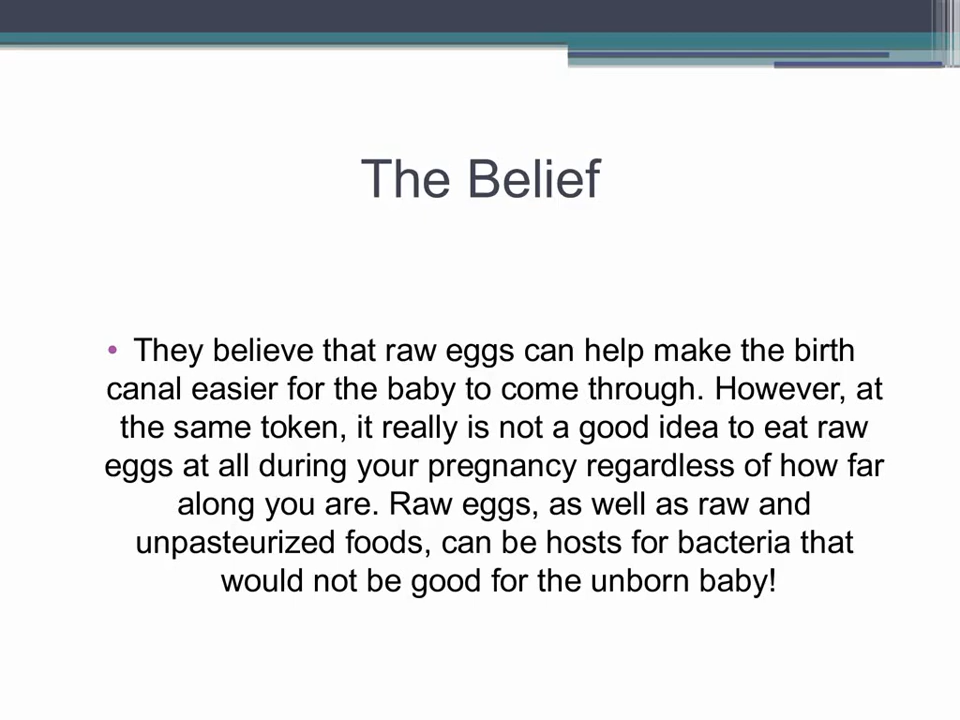 The Belief
• They believe that raw eggs can help make the birth
canal easier for the baby to come through. However, at
the same token, it really is not a good idea to eat raw
eggs at all during your pregnancy regardless of how far
along you are. Raw eggs, as well as raw and
unpasteurized foods, can be hosts for bacteria that
would not be good for the unborn baby!